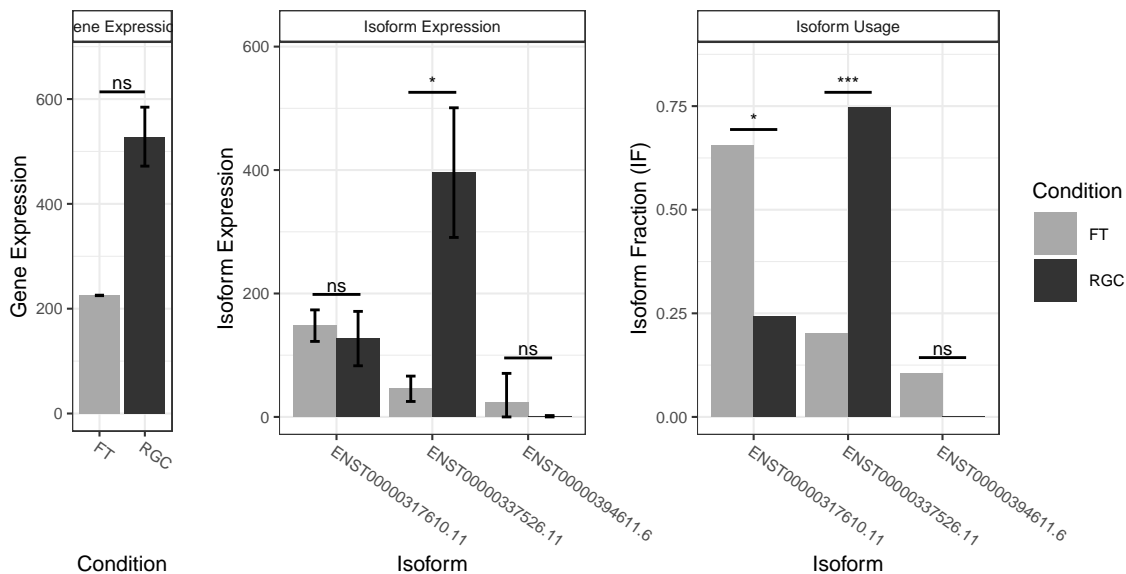 ene Expressio
Gene Expression
600
400
200
0
ns
FT
RGC
Condition
Isoform Expression
Isoform Expression
600
400
200
0
ns
*
ns
ENST00000317610.11
ENST00000337526.11
ENST00000394611.6
Isoform
Isoform Usage
Isoform Fraction (IF)
0.75
0.50
0.25
0.00
*
***
ns
ENST00000317610.11
ENST00000337526.11
ENST00000394611.6
Isoform
Condition
FT
RGC